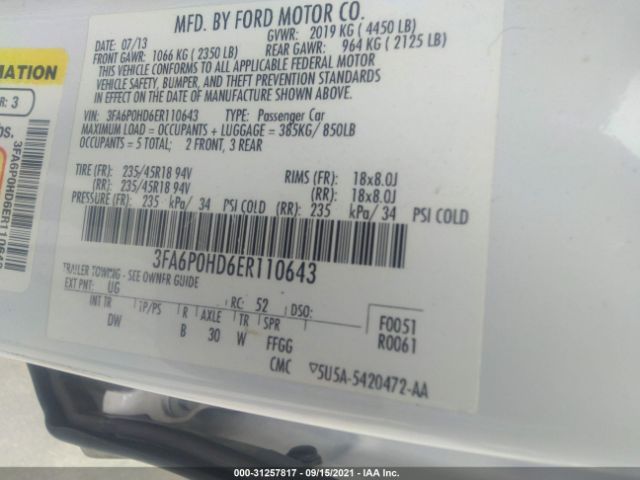 MFD. BY FORD MOTOR CO.
DATE: 07/13 GVWR: 2019 KG ( 4450 LB)
FRONT GAWR: 1066 KG ( 2350 LB) REAR GAWR: 964 KG ( 2125 LB)
THIS VEHICLE CONFORMS TO ALL APPLICABLE FEDERAL MOTOR
VEHICLE SAFETY, BUMPER, AND THEFT PREVENTION STANDARDS
IN EFFECT ON THE DATE OF MANUFACTURE SHOWN ABOVE.
VIN: 3FA6P0HD6ER110643 TYPE: Passenger Car
MAXIMUM LOAD = OCCUPANTS + LUGGAGE = 385KG/ 850LB
OCCUPANTS = 5 TOTAL; 2 FRONT, 3 REAR
TIRE (FR): 235/45R18 94V RIMS (FR): 18x8.0J
(RR): 235/45R18 94V (RR): 18x8.0J
PRESSURE (FR): 235 kPa/ 34 PSI COLD (RR): 235 kPa/ 34 PSI COLD
3FA6P0HD6ER110643
TRAILER TOWING - SEE OWNER GUIDE
EXT PNT: UG RC: 52 DSO: F0051
INT TR TP/PS R AXLE TR SPR R0061
DW B 30 W FFGG
CMC 5U5A-5420472-AA
MATION
R: 3
bs.
3FA6P0HD6ER110643
000-31257817 - 09/15/2021 - IAA Inc.